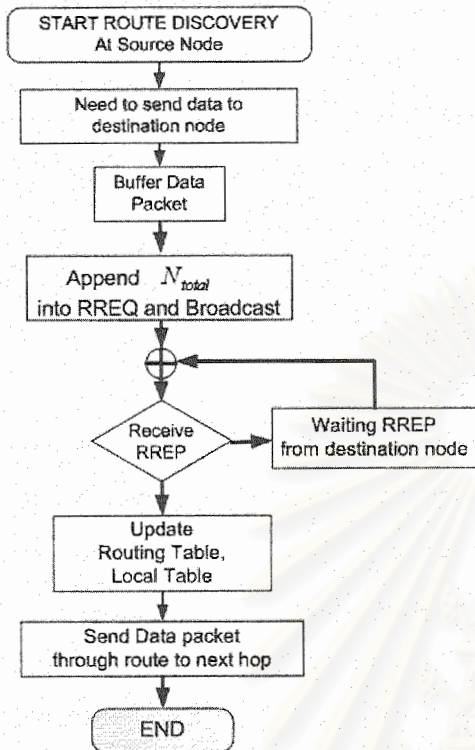 START ROUTE DISCOVERY
At Source Node
Need to send data to
destination node
Buffer Data
Packet
Append N_total
into RREQ and Broadcast
Receive
RREP
Waiting RREP
from destination node
Update
Routing Table,
Local Table
Send Data packet
through route to next hop
END